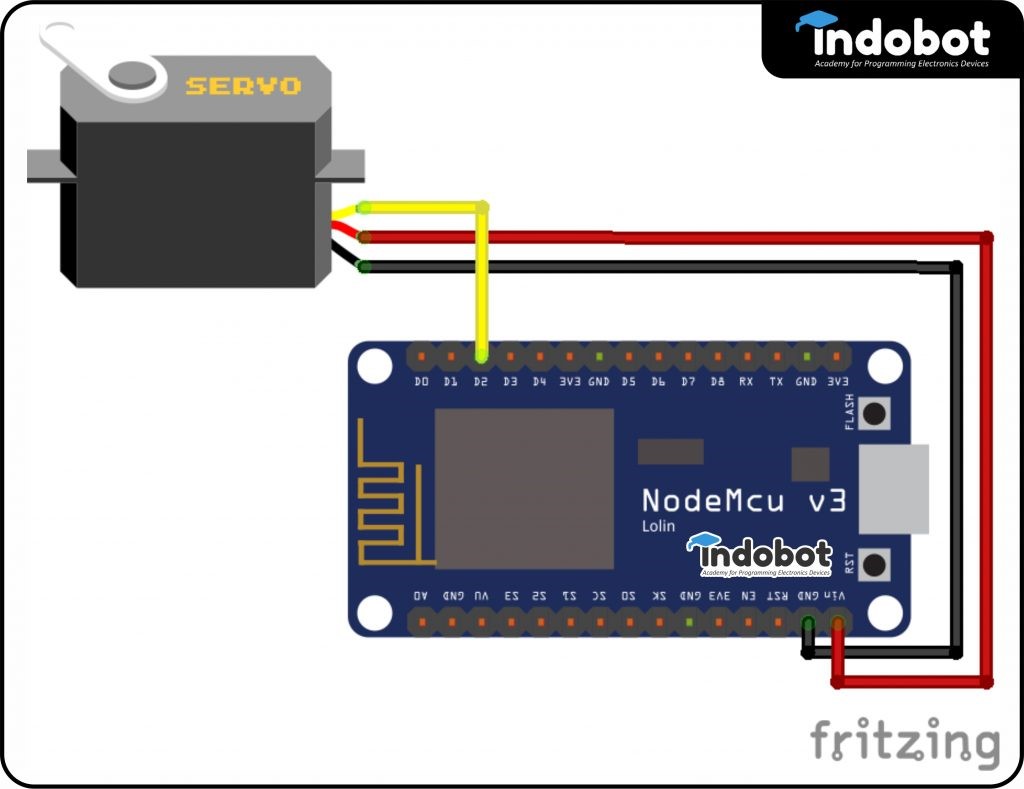 indobot
Academy for Programming Electronics Devices
SERVO
D0 D1 D2 D3 D4 3V3 GND D5 D6 D7 D8 RX TX GND 3V3
FLASH
NodeMcu v3
Lolin
indobot
Academy for Programming Electronics Devices
RST
A0 GND VU S3 S2 S1 SC S0 SK GND 3V3 EN RST GND Vin
fritzing